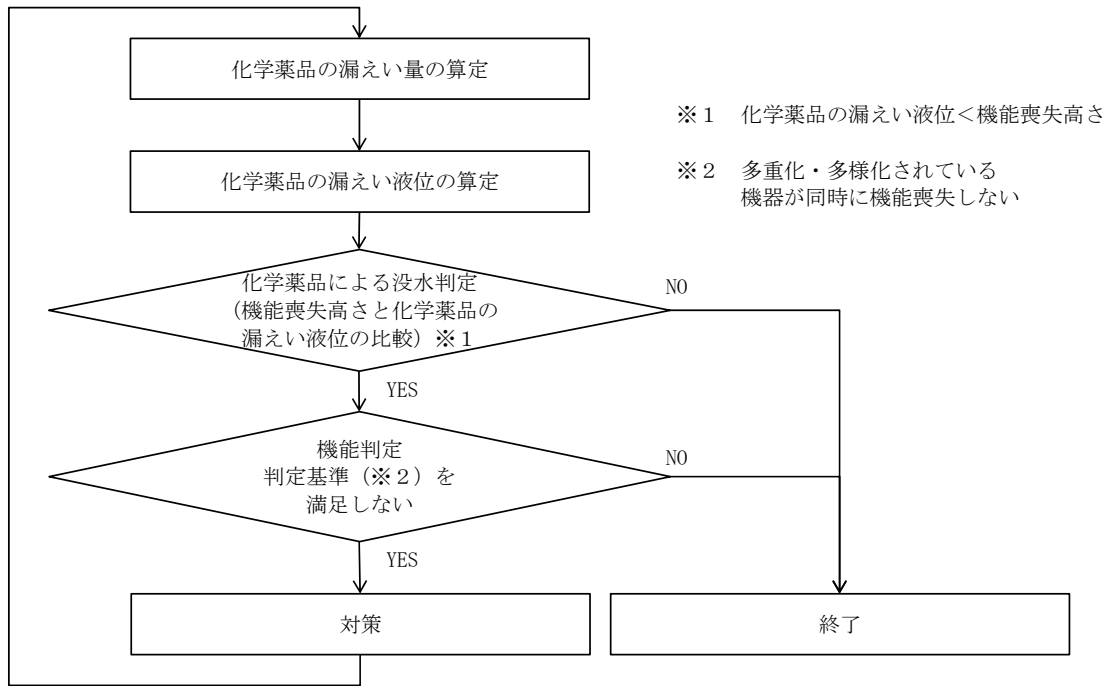 化学薬品の漏えい量の算定
※１　化学薬品の漏えい液位＜機能喪失高さ
化学薬品の漏えい液位の算定
※２　多重化・多様化されている
機器が同時に機能喪失しない
化学薬品による没水判定
（機能喪失高さと化学薬品の
漏えい液位の比較）※１
NO
YES
機能判定
判定基準（※２）を
満足しない
NO
YES
対策
終了